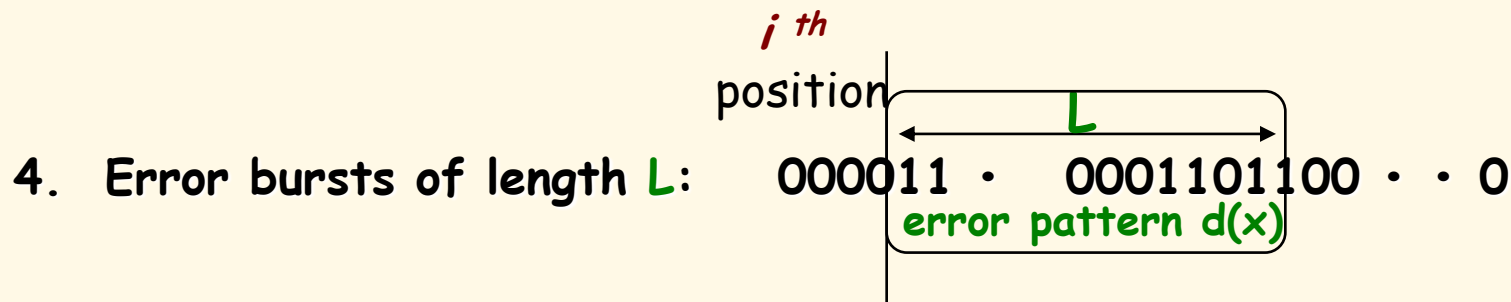 i th
position
L
4. Error bursts of length L: 000011 · 0001101100 · · 0
error pattern d(x)